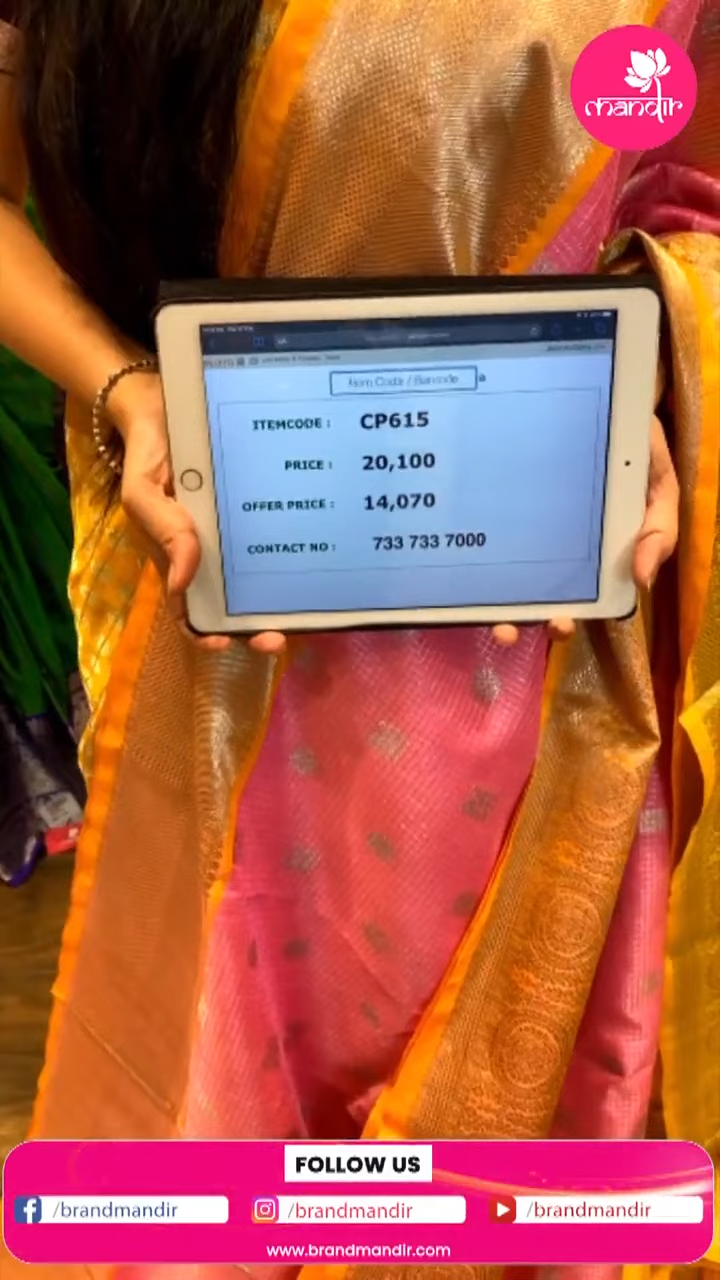 mandir
Item Code / Barcode
ITEMCODE : CP615
PRICE : 20,100
OFFER PRICE : 14,070
CONTACT NO : 733 733 7000
FOLLOW US
/brandmandir /brandmandir /brandmandir
www.brandmandir.com